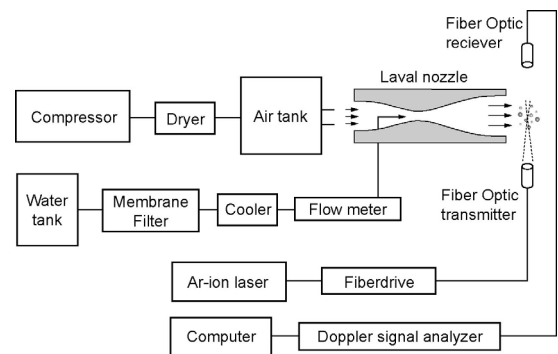 Fiber Optic
reciever
Laval nozzle
Compressor
Dryer
Air tank
Water
tank
Membrane
Filter
Cooler
Flow meter
Fiber Optic
transmitter
Ar-ion laser
Fiberdrive
Computer
Doppler signal analyzer